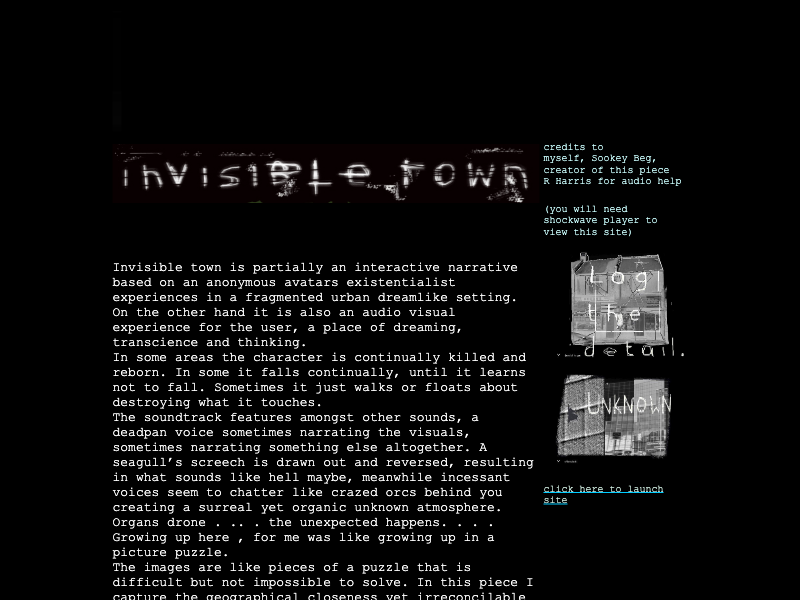 invisible town
credits to
myself, Sookey Beg,
creator of this piece
R Harris for audio help
(you will need
shockwave player to
view this site)
Invisible town is partially an interactive narrative
based on an anonymous avatars existentialist
experiences in a fragmented urban dreamlike setting.
On the other hand it is also an audio visual
experience for the user, a place of dreaming,
transcience and thinking.
In some areas the character is continually killed and
reborn. In some it falls continually, until it learns
not to fall. Sometimes it just walks or floats about
destroying what it touches.
The soundtrack features amongst other sounds, a
deadpan voice sometimes narrating the visuals,
sometimes narrating something else altogether. A
seagull’s screech is drawn out and reversed, resulting
in what sounds like hell maybe, meanwhile incessant
voices seem to chatter like crazed orcs behind you
creating a surreal yet organic unknown atmosphere.
Organs drone . .. . the unexpected happens. . . .
Growing up here , for me was like growing up in a
picture puzzle.
The images are like pieces of a puzzle that is
difficult but not impossible to solve. In this piece I
capture the geographical closeness yet irreconcilable
Log
the
detail.
UNKNOWN
click here to launch
site